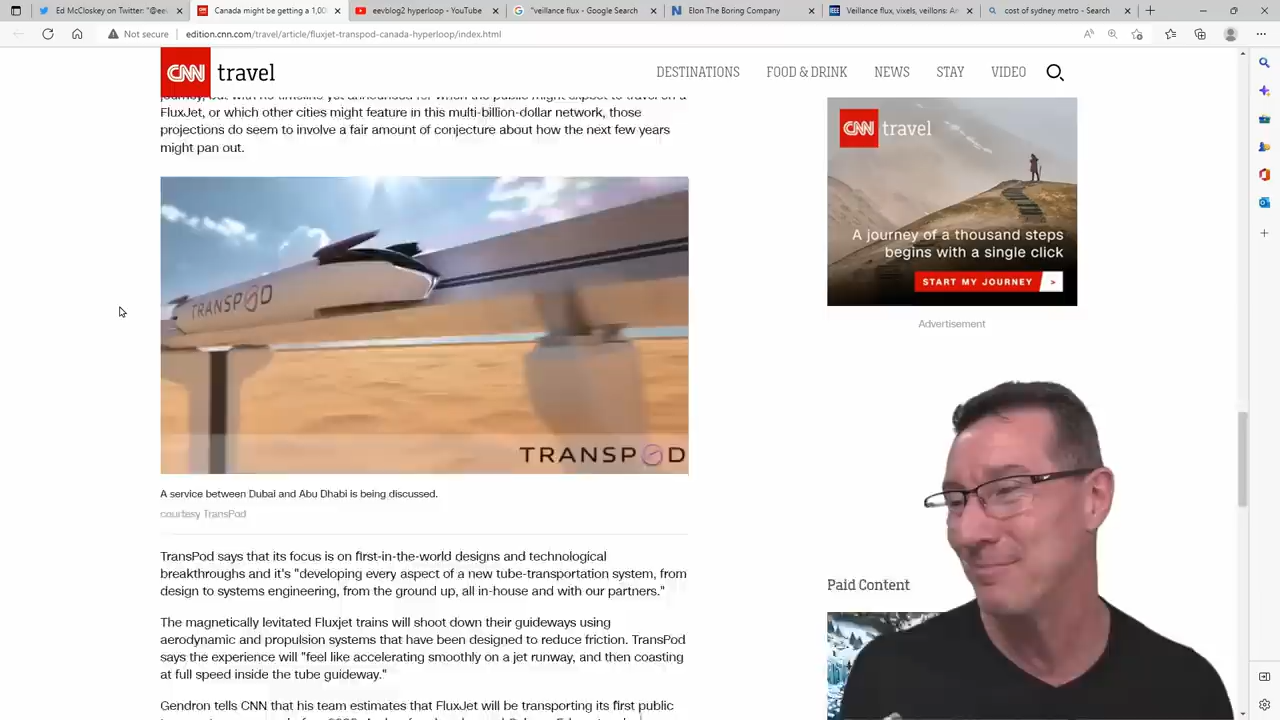 Ed McCloskey on Twitter: "@eev
Canada might be getting a 1,00
eevblog2 hyperloop - YouTube
"veillance flux - Google Search
Elon The Boring Company
Veillance flux, vixels, veillons: A
cost of sydney metro - Search
Not secure
edition.cnn.com/travel/article/fluxjet-transpod-canada-hyperloop/index.html
CNN travel
DESTINATIONS FOOD & DRINK NEWS STAY VIDEO
FluxJet, or which other cities might feature in this multi-billion-dollar network, those
projections do seem to involve a fair amount of conjecture about how the next few years
might pan out.
TRANSPOD
TRANSPOD
A service between Dubai and Abu Dhabi is being discussed.
courtesy TransPod
TransPod says that its focus is on first-in-the-world designs and technological
breakthroughs and it's "developing every aspect of a new tube-transportation system, from
design to systems engineering, from the ground up, all in-house and with our partners."
The magnetically levitated Fluxjet trains will shoot down their guideways using
aerodynamic and propulsion systems that have been designed to reduce friction. TransPod
says the experience will "feel like accelerating smoothly on a jet runway, and then coasting
at full speed inside the tube guideway."
Gendron tells CNN that his team estimates that FluxJet will be transporting its first public
CNN travel
A journey of a thousand steps
begins with a single click
START MY JOURNEY >
Advertisement
Paid Content